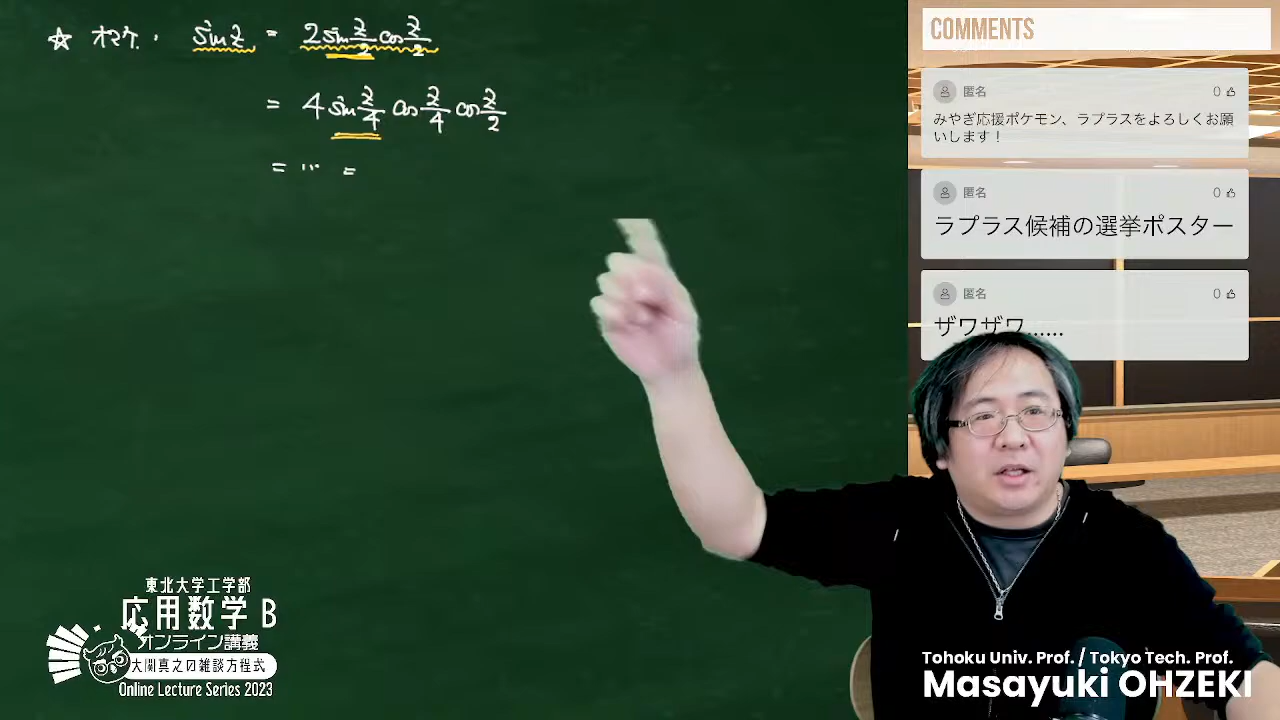 ☆ オマケ. sin z = 2 sin z/2 cos z/2
= 4 sin z/4 cos z/4 cos z/2
= … =
COMMENTS
匿名 0
みやぎ応援ポケモン、ラプラスをよろしくお願
いします！
匿名 0
ラプラス候補の選挙ポスター
匿名 0
ザワザワ……
東北大学工学部
応用数学 B
オンライン講義
大関真之の雑談方程式
Online Lecture Series 2023
Tohoku Univ. Prof. / Tokyo Tech. Prof.
Masayuki OHZEKI